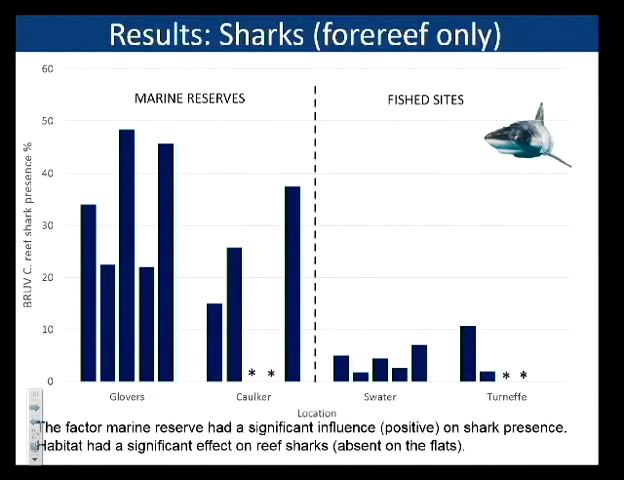 Results: Sharks (forereef only)
60
MARINE RESERVES
FISHED SITES
50
40
30
20
10
0
BRUV C. reef shark presence %
* * * *
Glovers Caulker Swater Turneffe
Location
The factor marine reserve had a significant influence (positive) on shark presence.
Habitat had a significant effect on reef sharks (absent on the flats).